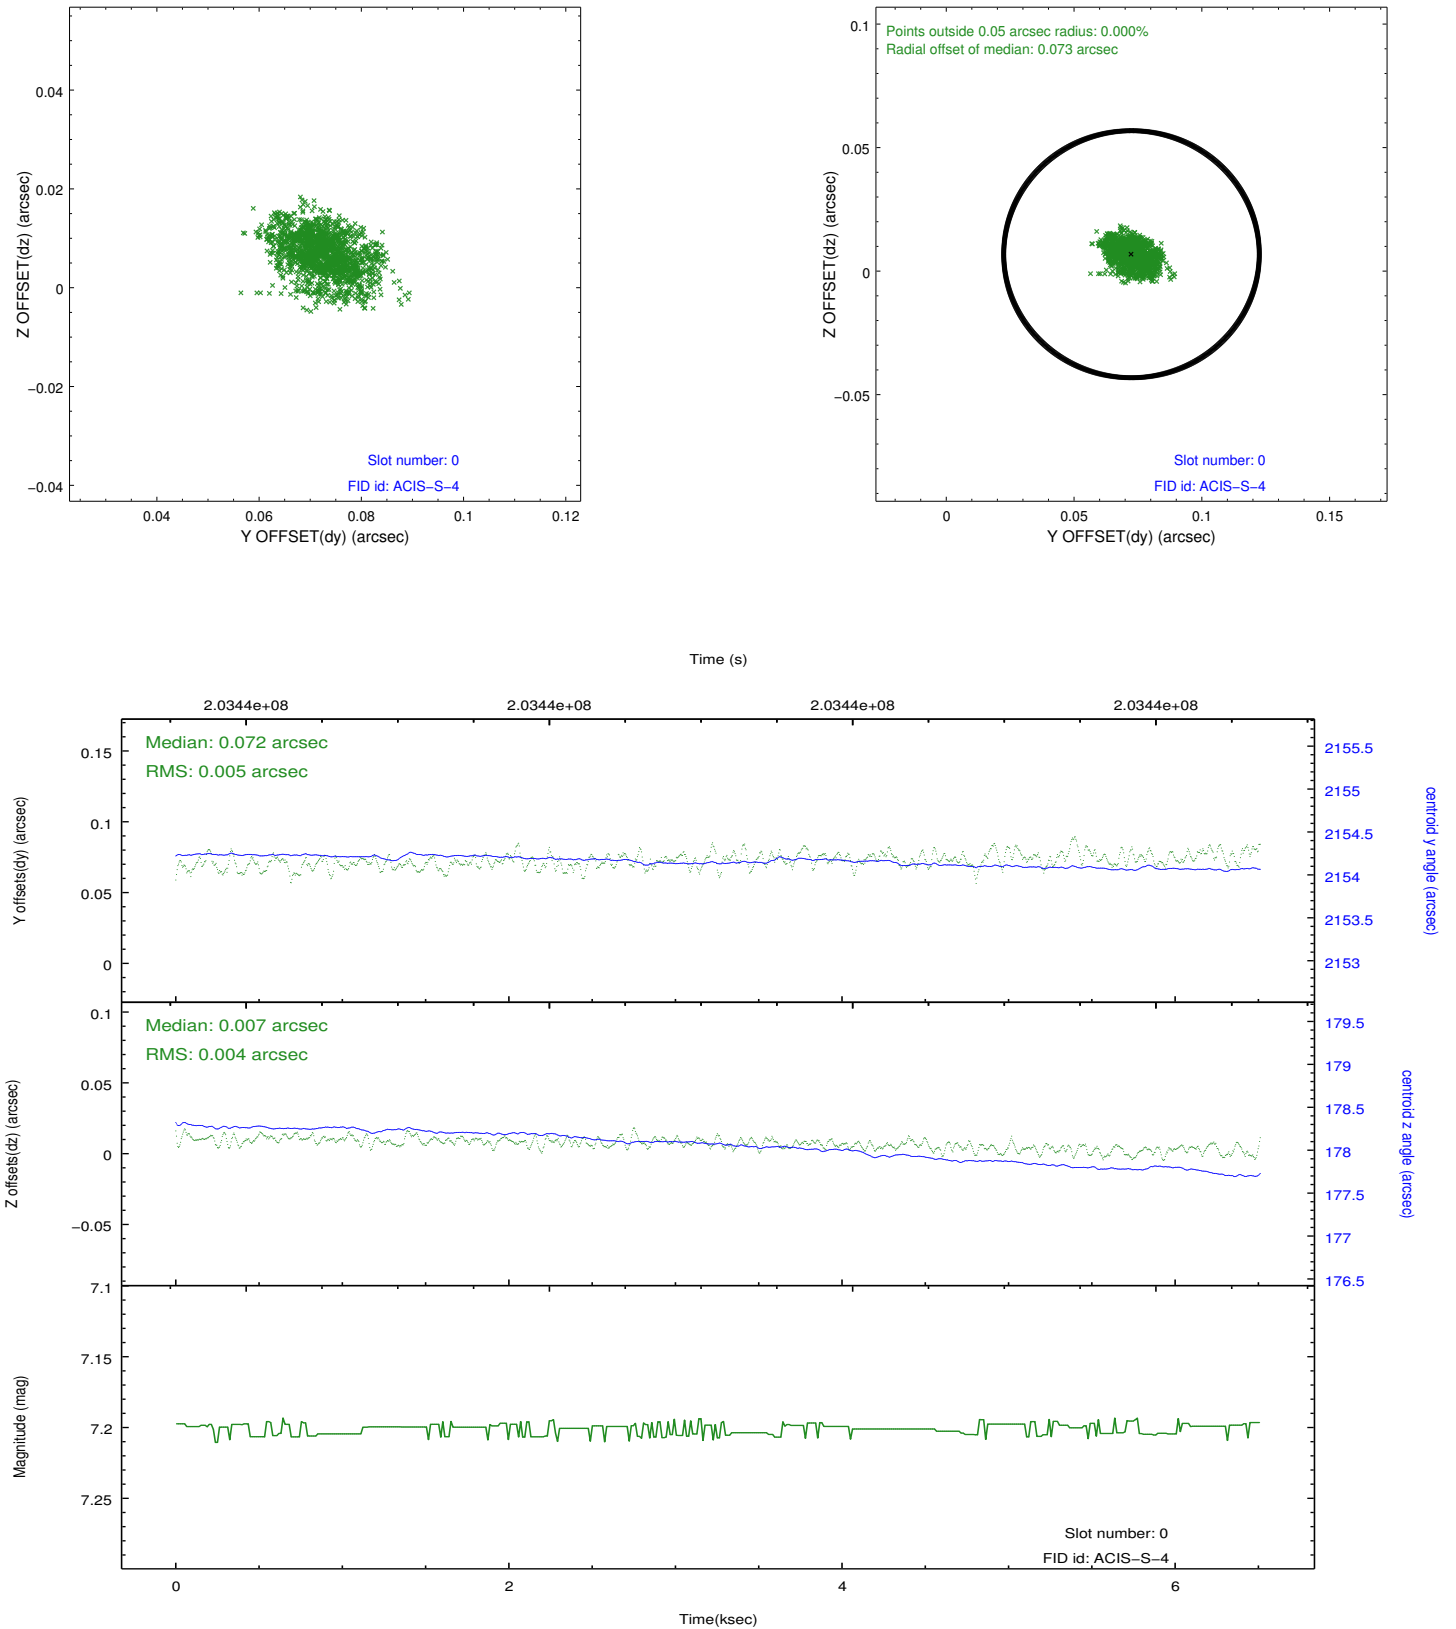 0.04
0.02
0
−0.02
−0.04
Z OFFSET(dz) (arcsec)
Slot number: 0
FID id: ACIS−S−4
0.04 0.06 0.08 0.1 0.12
Y OFFSET(dy) (arcsec)
Points outside 0.05 arcsec radius: 0.000%
Radial offset of median: 0.073 arcsec
0.1
0.05
0
−0.05
Z OFFSET(dz) (arcsec)
Slot number: 0
FID id: ACIS−S−4
0 0.05 0.1 0.15
Y OFFSET(dy) (arcsec)
Time (s)
2.0344e+08 2.0344e+08 2.0344e+08 2.0344e+08
Median: 0.072 arcsec
RMS: 0.005 arcsec
0.15
0.1
0.05
0
Y offsets(dy) (arcsec)
2155.5
2155
2154.5
2154
2153.5
2153
centroid y angle (arcsec)
Median: 0.007 arcsec
RMS: 0.004 arcsec
0.1
0.05
0
−0.05
Z offsets(dz) (arcsec)
179.5
179
178.5
178
177.5
177
176.5
centroid z angle (arcsec)
7.1
7.15
7.2
7.25
Magnitude (mag)
Slot number: 0
FID id: ACIS−S−4
0 2 4 6
Time(ksec)